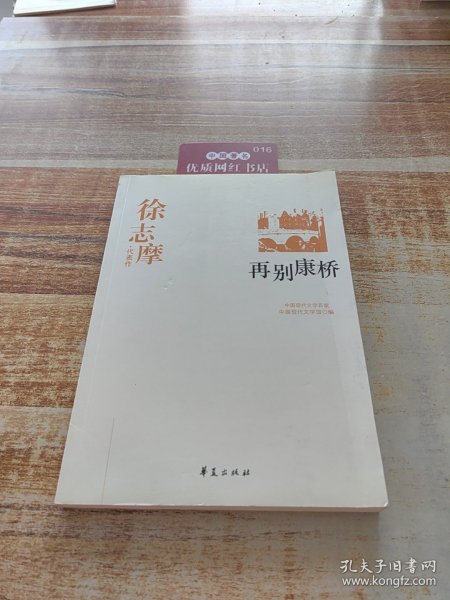 中国著名
016
优质网红书店
徐志摩
代表作
再别康桥
中国现代文学百家
中国现代文学馆◎编
华夏出版社
孔夫子旧书网
www.kongfz.com